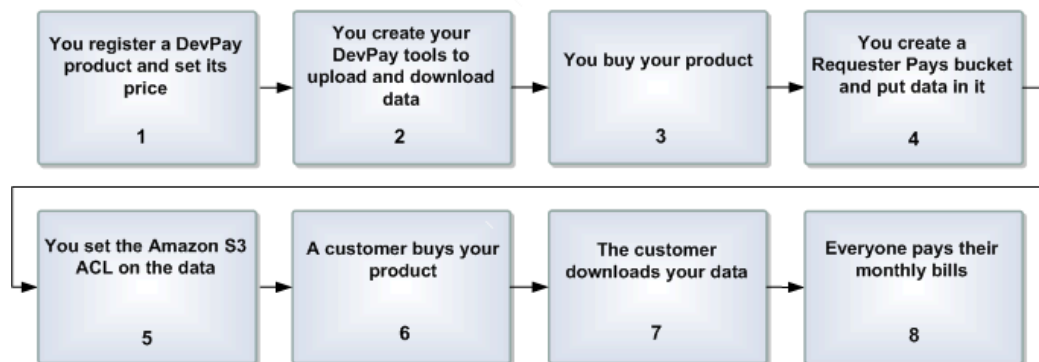 You register a DevPay
product and set its
price
1
You create your
DevPay tools to
upload and download
data
2
You buy your product
3
You create a
Requester Pays bucket
and put data in it
4
You set the Amazon S3
ACL on the data
5
A customer buys your
product
6
The customer
downloads your data
7
Everyone pays their
monthly bills
8